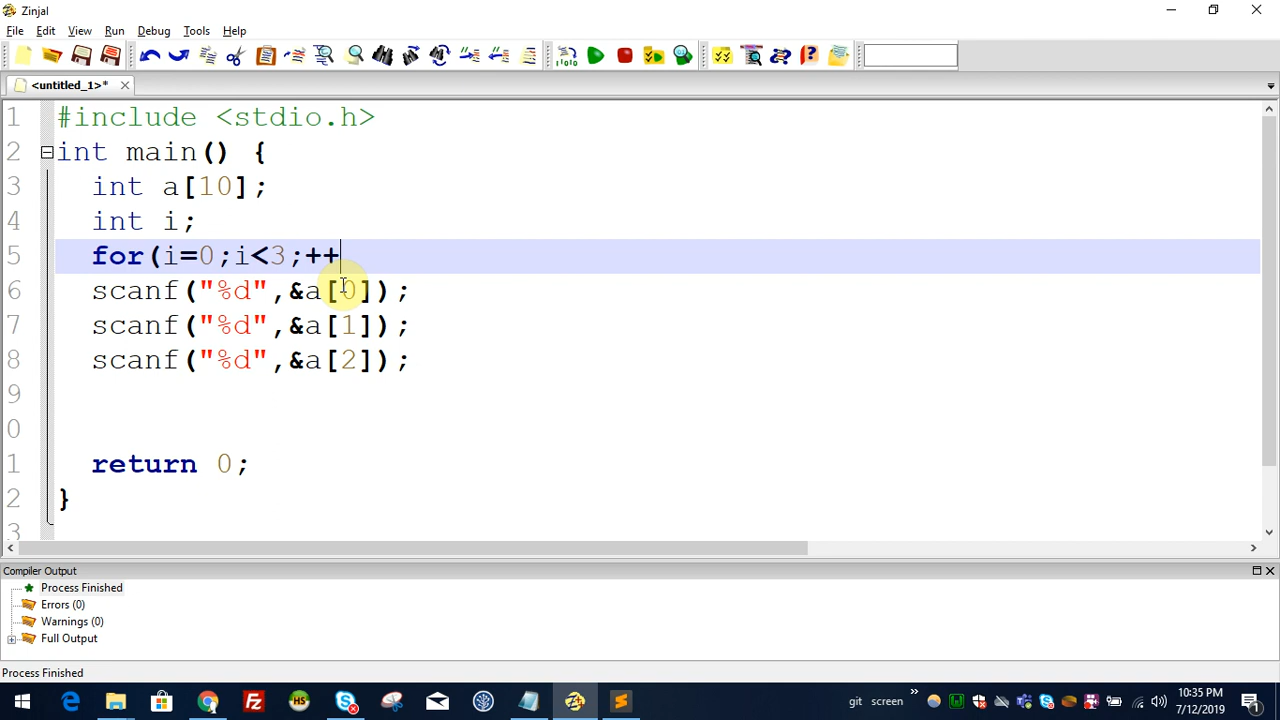 Zinjal
File Edit View Run Debug Tools Help
<untitled_1>*
1 #include <stdio.h>
2 int main() {
3 int a[10];
4 int i;
5 for(i=0;i<3;++
6 scanf("%d",&a[0]);
7 scanf("%d",&a[1]);
8 scanf("%d",&a[2]);
9
0
1 return 0;
2 }
3
Compiler Output
Process Finished
Errors (0)
Warnings (0)
Full Output
Process Finished
git screen » 10:35 PM
7/12/2019